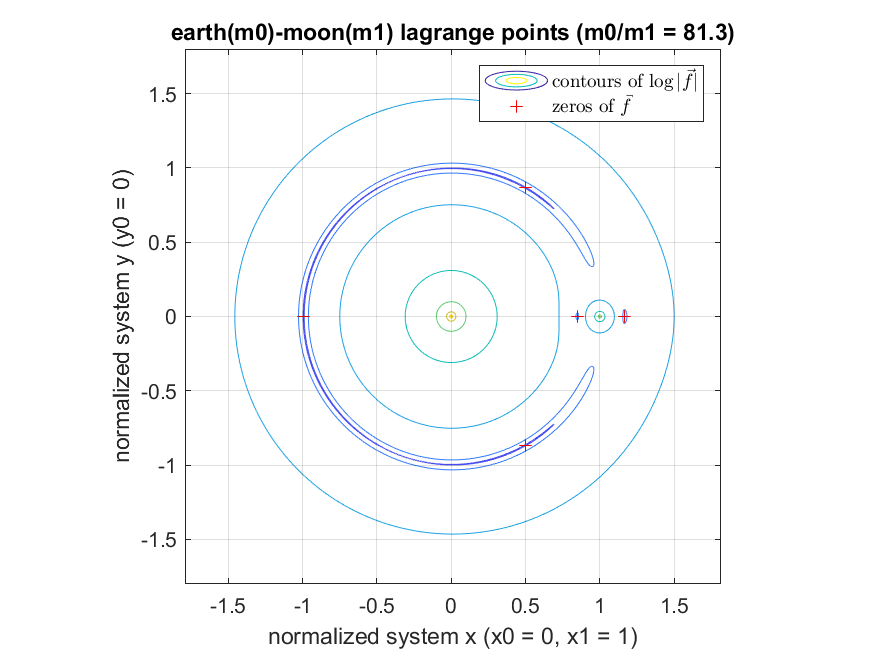 earth(m0)-moon(m1) lagrange points (m0/m1 = 81.3)
contours of log|f⃗|
zeros of f⃗
1.5
1
0.5
0
-0.5
-1
-1.5
normalized system y (y0 = 0)
-1.5 -1 -0.5 0 0.5 1 1.5
normalized system x (x0 = 0, x1 = 1)